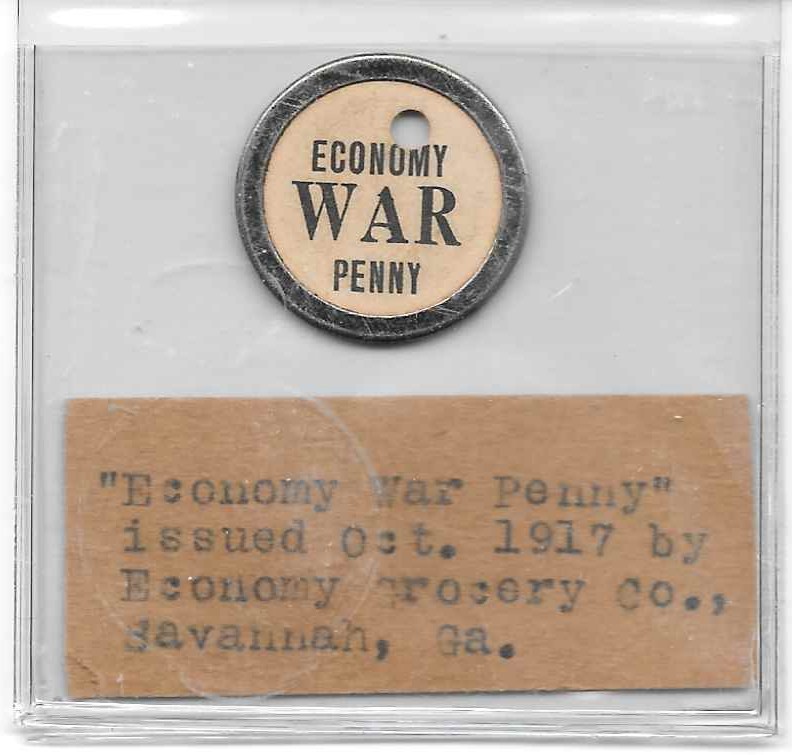 ECONOMY
WAR
PENNY
"Economy War Penny"
issued Oct. 1917 by
Economy Grocery Co.,
Savannah, Ga.